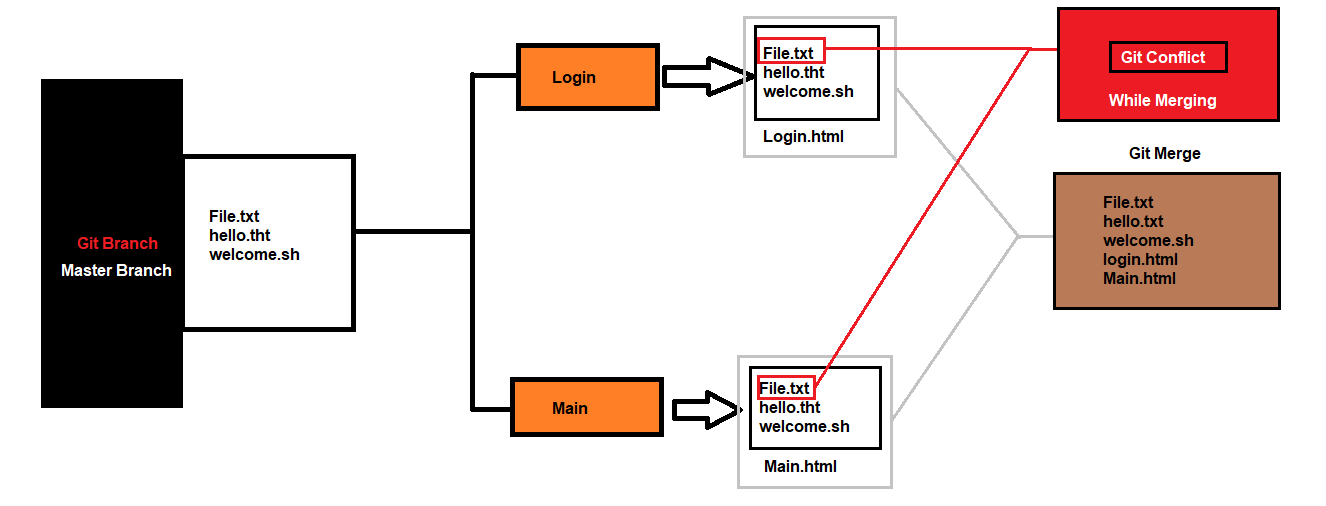 Git Branch
Master Branch
File.txt
hello.tht
welcome.sh
Login
File.txt
hello.tht
welcome.sh
Login.html
Main
File.txt
hello.tht
welcome.sh
Main.html
Git Conflict
While Merging
Git Merge
File.txt
hello.txt
welcome.sh
login.html
Main.html